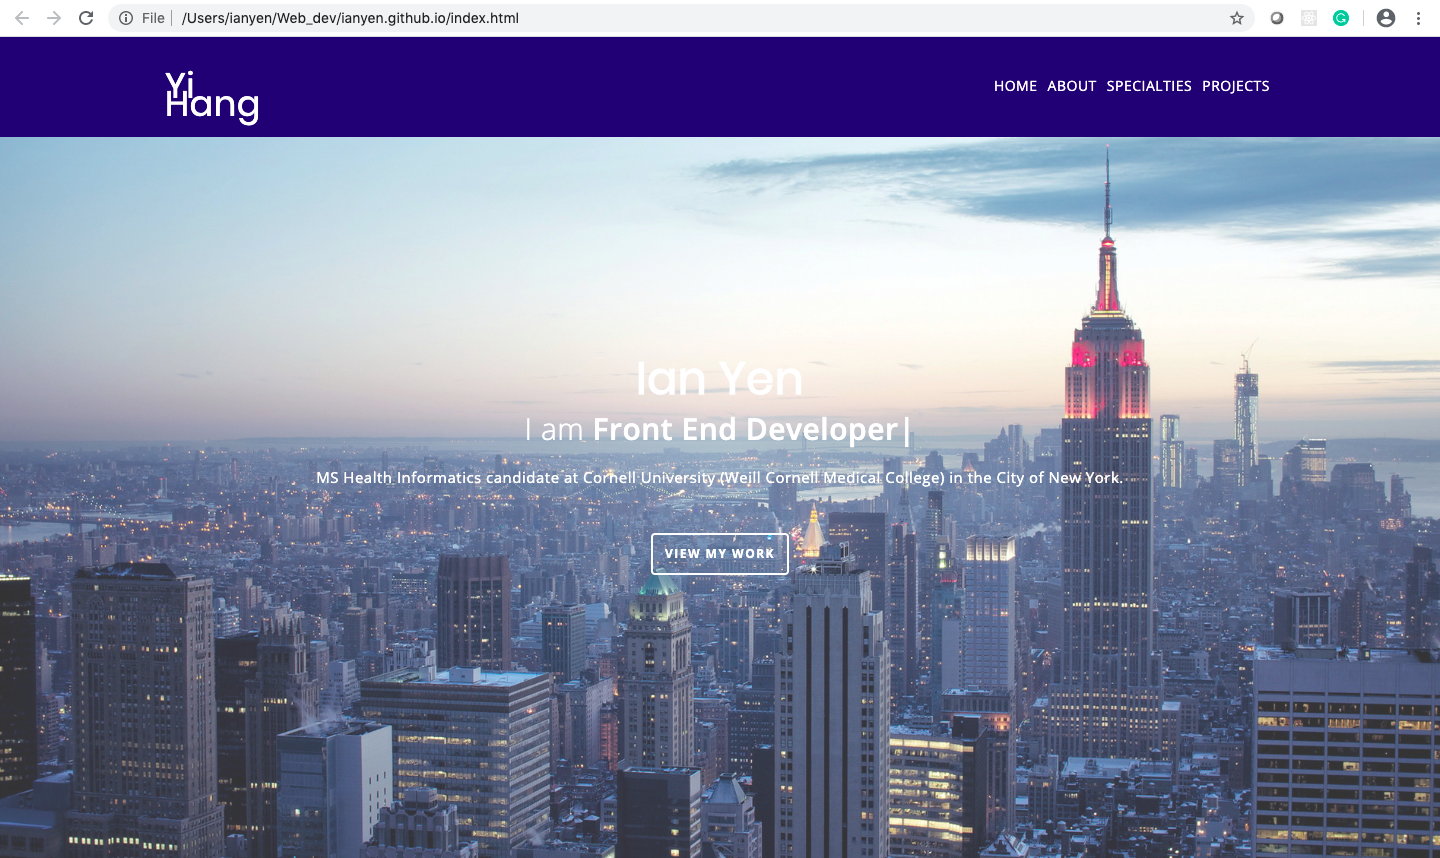 File /Users/ianyen/Web_dev/ianyen.github.io/index.html
Yi
Hang
HOME ABOUT SPECIALTIES PROJECTS
Ian Yen
I am Front End Developer|
MS Health Informatics candidate at Cornell University (Weill Cornell Medical College) in the City of New York.
VIEW MY WORK